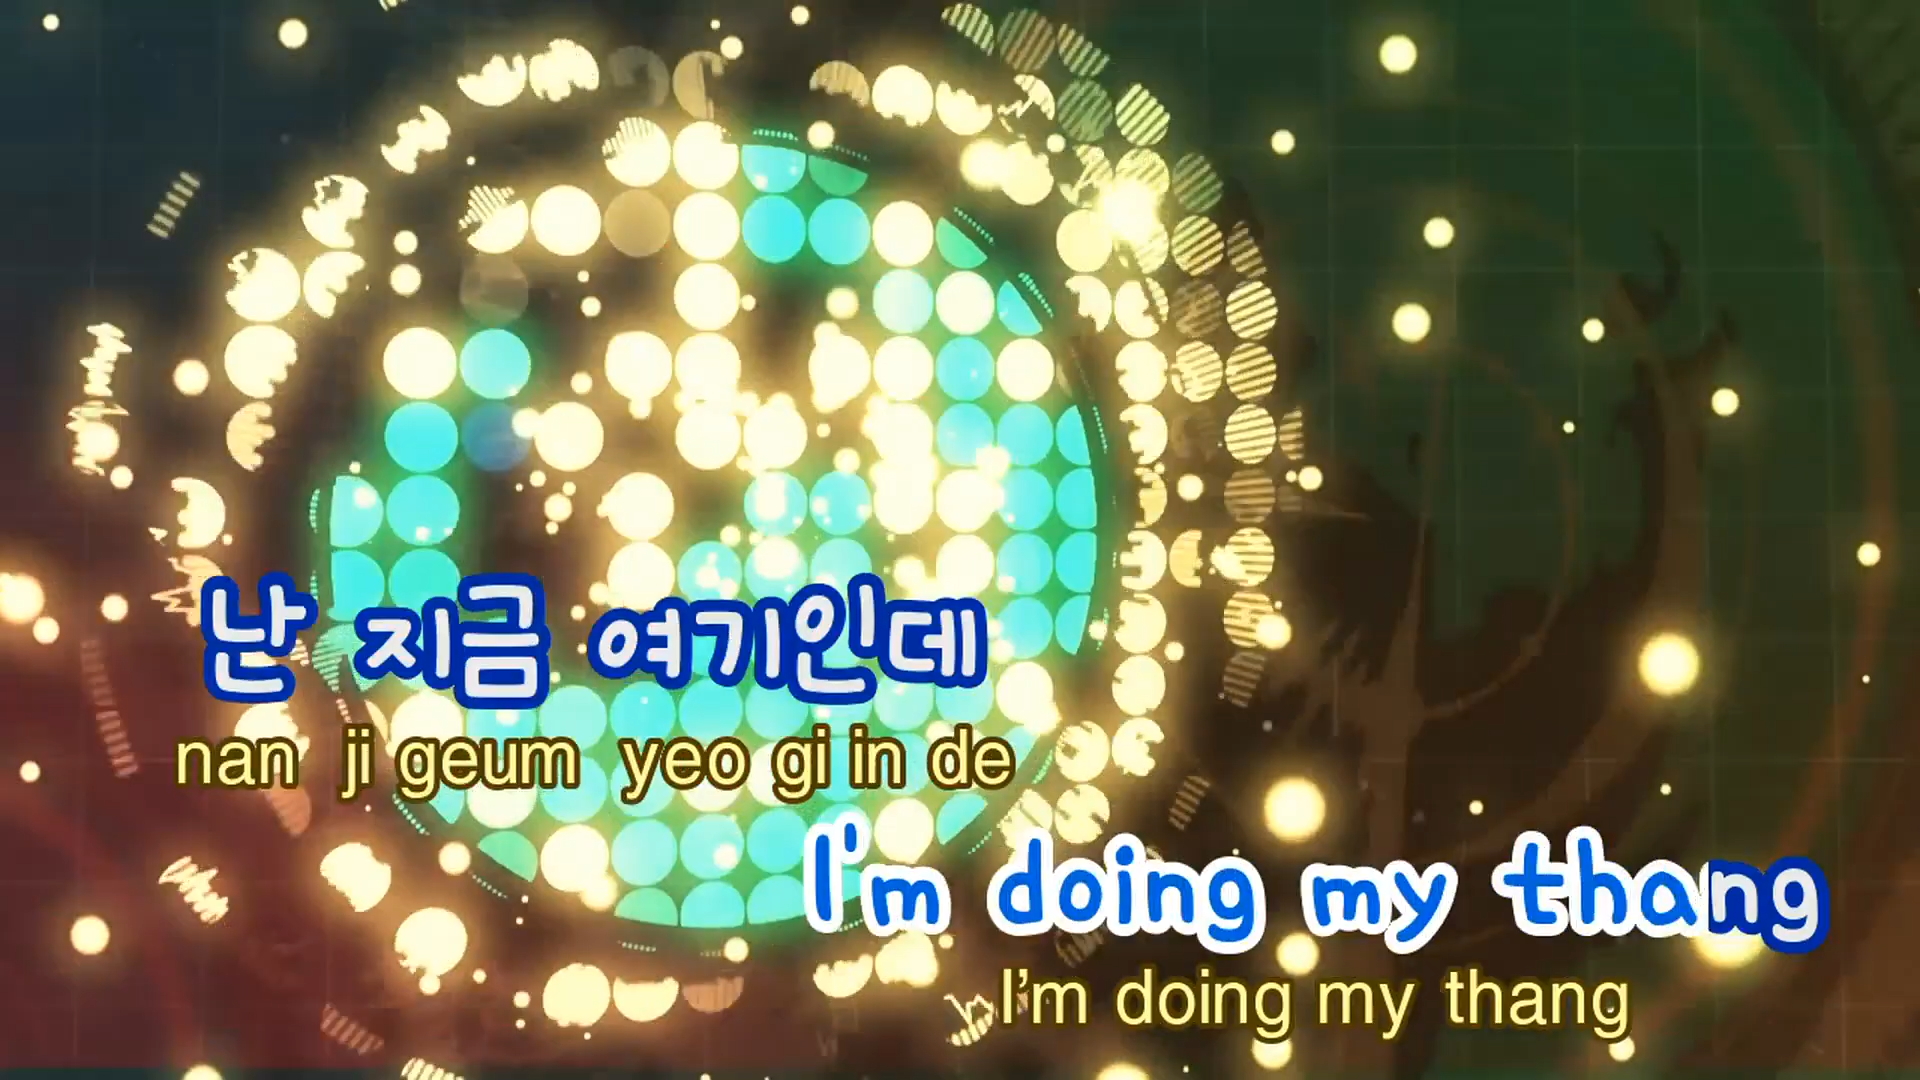 난 지금 여기인데
nan ji geum yeo gi in de
I'm doing my thang
I'm doing my thang